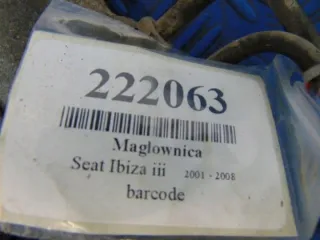 222063
Maglownica
Seat Ibiza iii 2001 - 2008
barcode